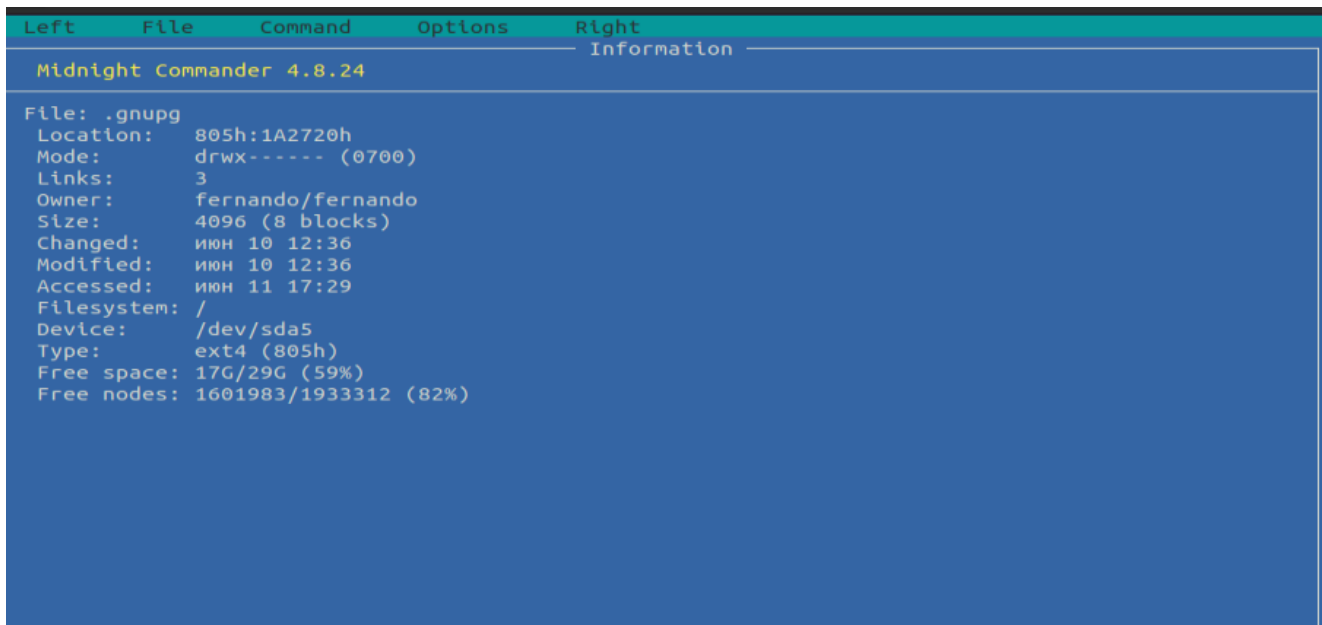 Left File Command Options Right
Information
Midnight Commander 4.8.24
File: .gnupg
Location: 805h:1A2720h
Mode: drwx------ (0700)
Links: 3
Owner: fernando/fernando
Size: 4096 (8 blocks)
Changed: июн 10 12:36
Modified: июн 10 12:36
Accessed: июн 11 17:29
Filesystem: /
Device: /dev/sda5
Type: ext4 (805h)
Free space: 17G/29G (59%)
Free nodes: 1601983/1933312 (82%)